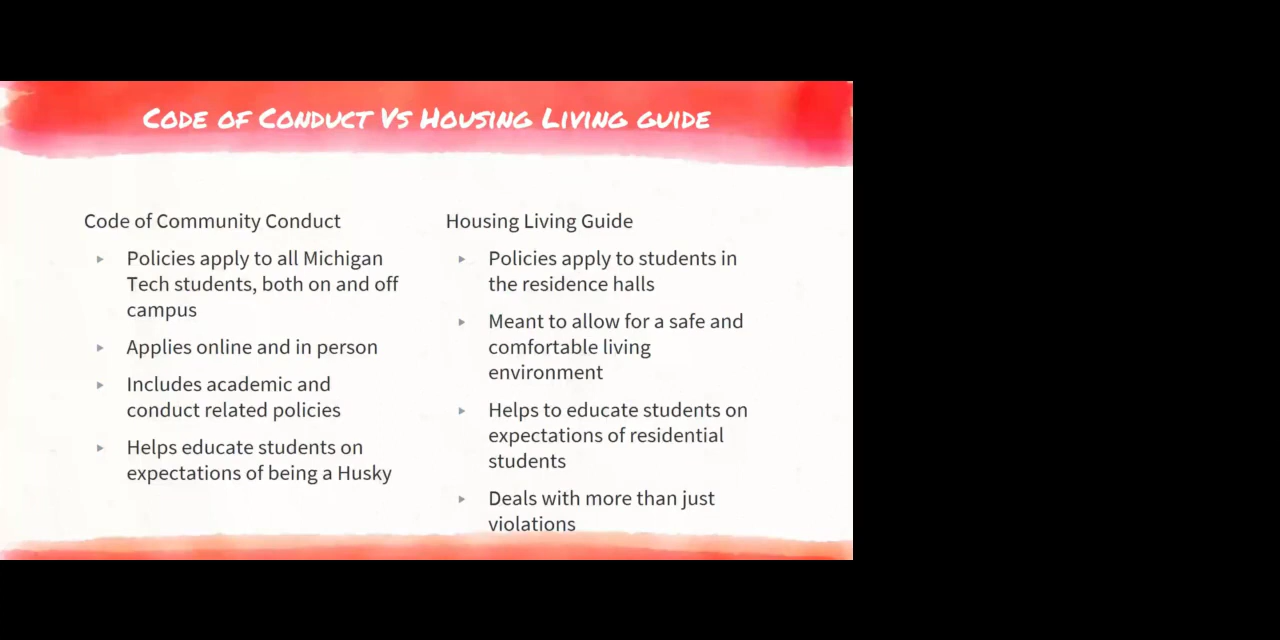 Code of Conduct Vs Housing Living guide
Code of Community Conduct
Policies apply to all Michigan
Tech students, both on and off
campus
Applies online and in person
Includes academic and
conduct related policies
Helps educate students on
expectations of being a Husky
Housing Living Guide
Policies apply to students in
the residence halls
Meant to allow for a safe and
comfortable living
environment
Helps to educate students on
expectations of residential
students
Deals with more than just
violations